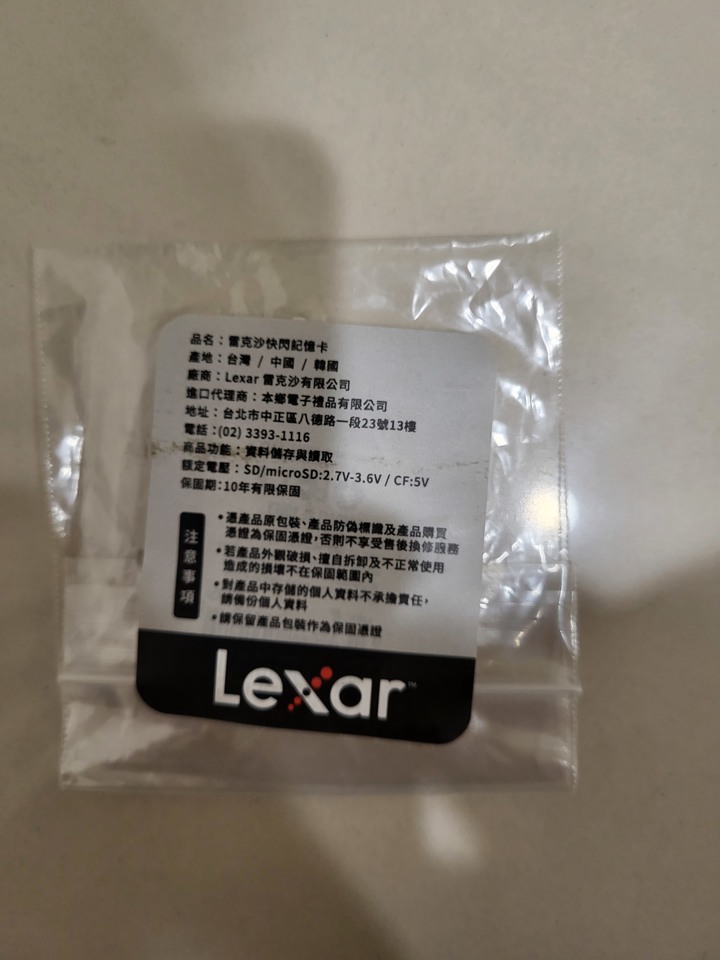 品名：雷克沙快閃記憶卡
產地：台灣 / 中國 / 韓國
廠商：Lexar 雷克沙有限公司
進口代理商：本鄉電子禮品有限公司
地址：台北市中正區八德路一段23號13樓
電話：(02) 3393-1116
商品功能：資料儲存與讀取
額定電壓：SD/microSD:2.7V-3.6V / CF:5V
保固期:10年有限保固
注意事項
•憑產品原包裝、產品防偽標識及產品購買
憑證為保固憑證，否則不享受售後換修服務
•若產品外觀破損、擅自拆卸及不正常使用
造成的損壞不在保固範圍內
•對產品中存儲的個人資料不承擔責任，
請備份個人資料
•請保留產品包裝作為保固憑證
Lexar™